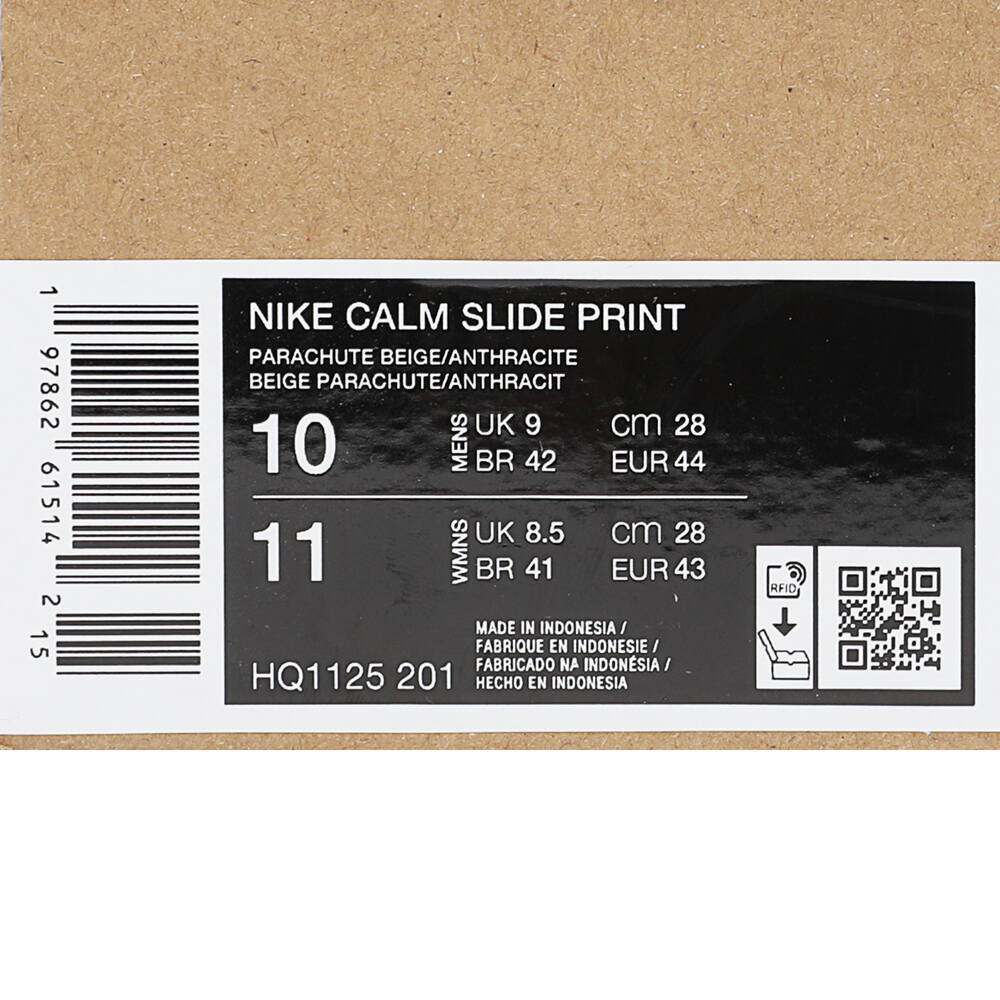 NIKE CALM SLIDE PRINT
PARACHUTE BEIGE/ANTHRACITE
BEIGE PARACHUTE/ANTHRACIT
10 MENS UK 9 cm 28
BR 42 EUR 44
11 WMNS UK 8.5 cm 28
BR 41 EUR 43
HQ1125 201
MADE IN INDONESIA /
FABRIQUE EN INDONESIE /
FABRICADO NA INDONÉSIA /
HECHO EN INDONESIA
RFID
1 97862 61514 2 15